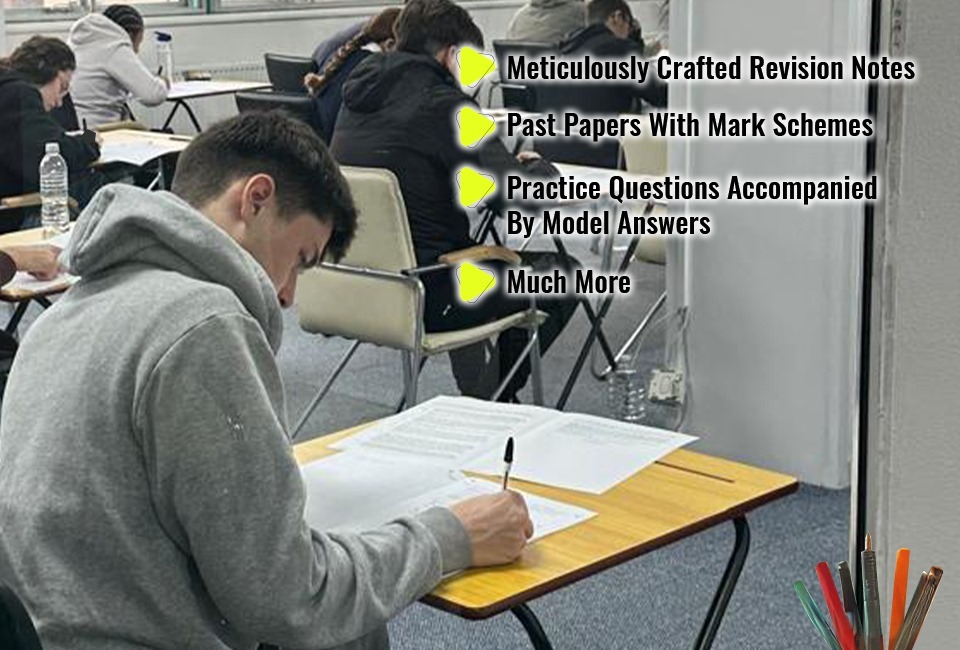 Meticulously Crafted Revision Notes
Past Papers With Mark Schemes
Practice Questions Accompanied
By Model Answers
Much More